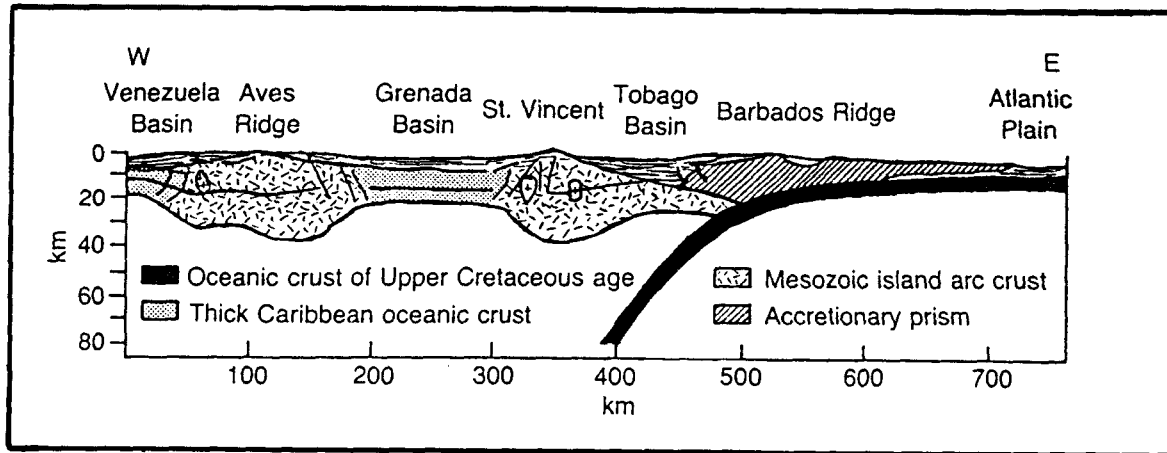 W
E
Venezuela Basin
Aves Ridge
Grenada Basin
St. Vincent
Tobago Basin
Barbados Ridge
Atlantic Plain
0
20
40
60
80
km
Oceanic crust of Upper Cretaceous age
Thick Caribbean oceanic crust
Mesozoic island arc crust
Accretionary prism
100
200
300
400
500
600
700
km